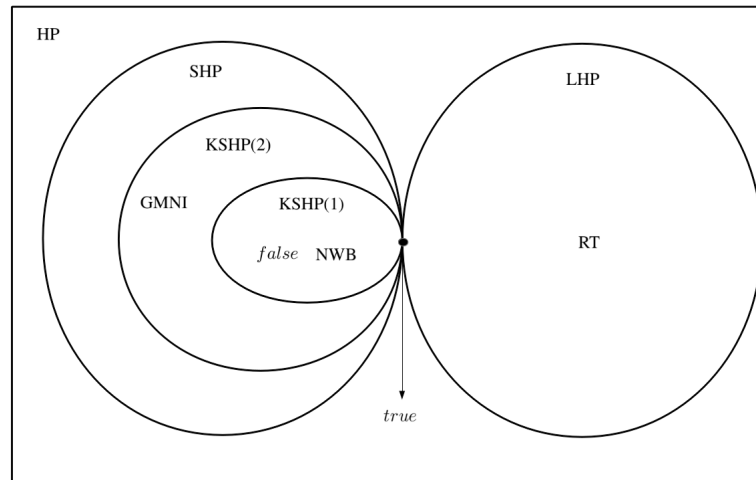 HP
SHP
LHP
KSHP(2)
GMNI
KSHP(1)
false NWB
RT
true